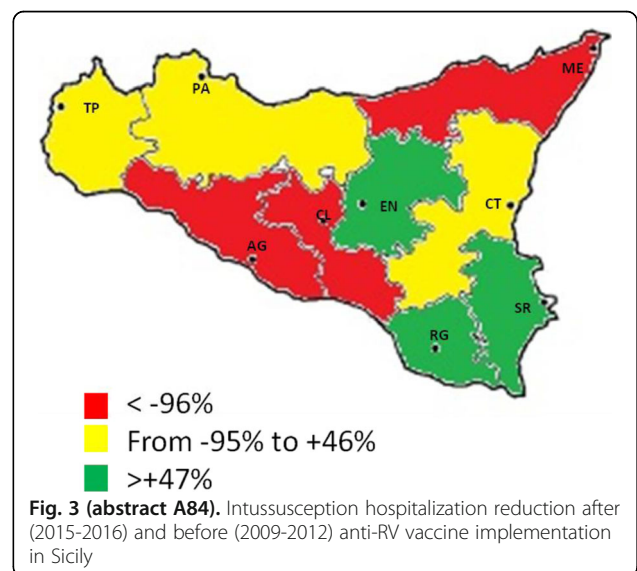 ME
PA
TP
EN
CT
CL
AG
SR
RG
< -96%
From -95% to +46%
>+47%
Fig. 3 (abstract A84). Intussusception hospitalization reduction after
(2015-2016) and before (2009-2012) anti-RV vaccine implementation
in Sicily